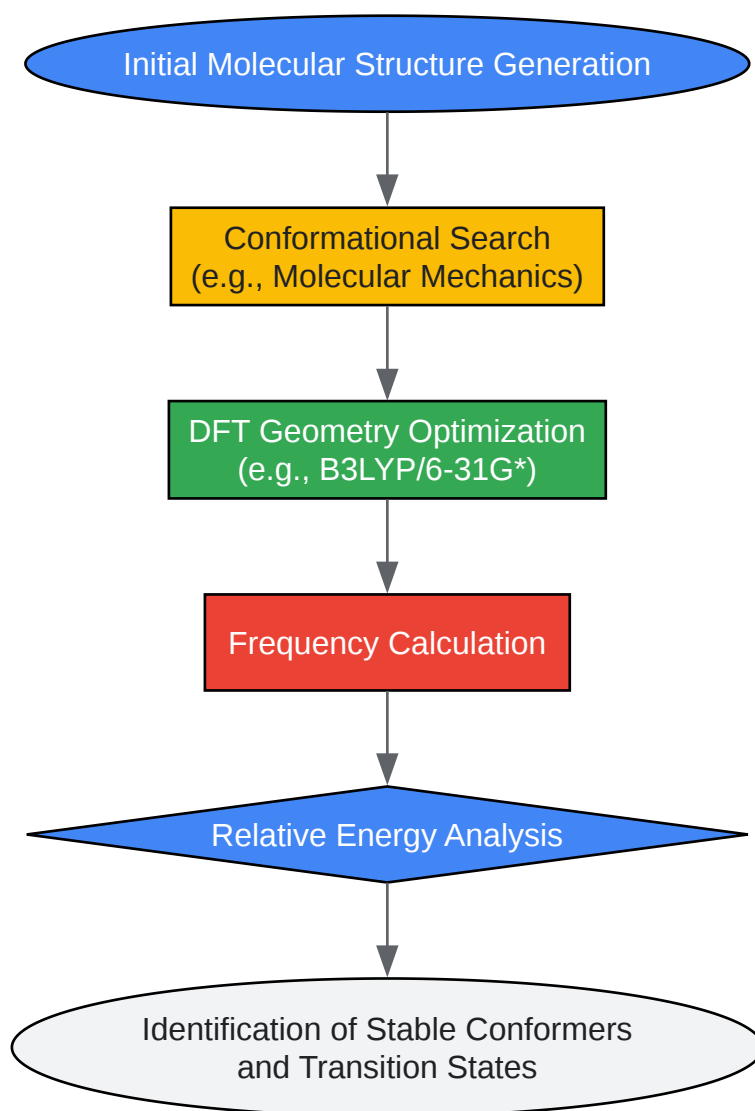 Initial Molecular Structure Generation
Conformational Search
(e.g., Molecular Mechanics)
DFT Geometry Optimization
(e.g., B3LYP/6-31G*)
Frequency Calculation
Relative Energy Analysis
Identification of Stable Conformers
and Transition States